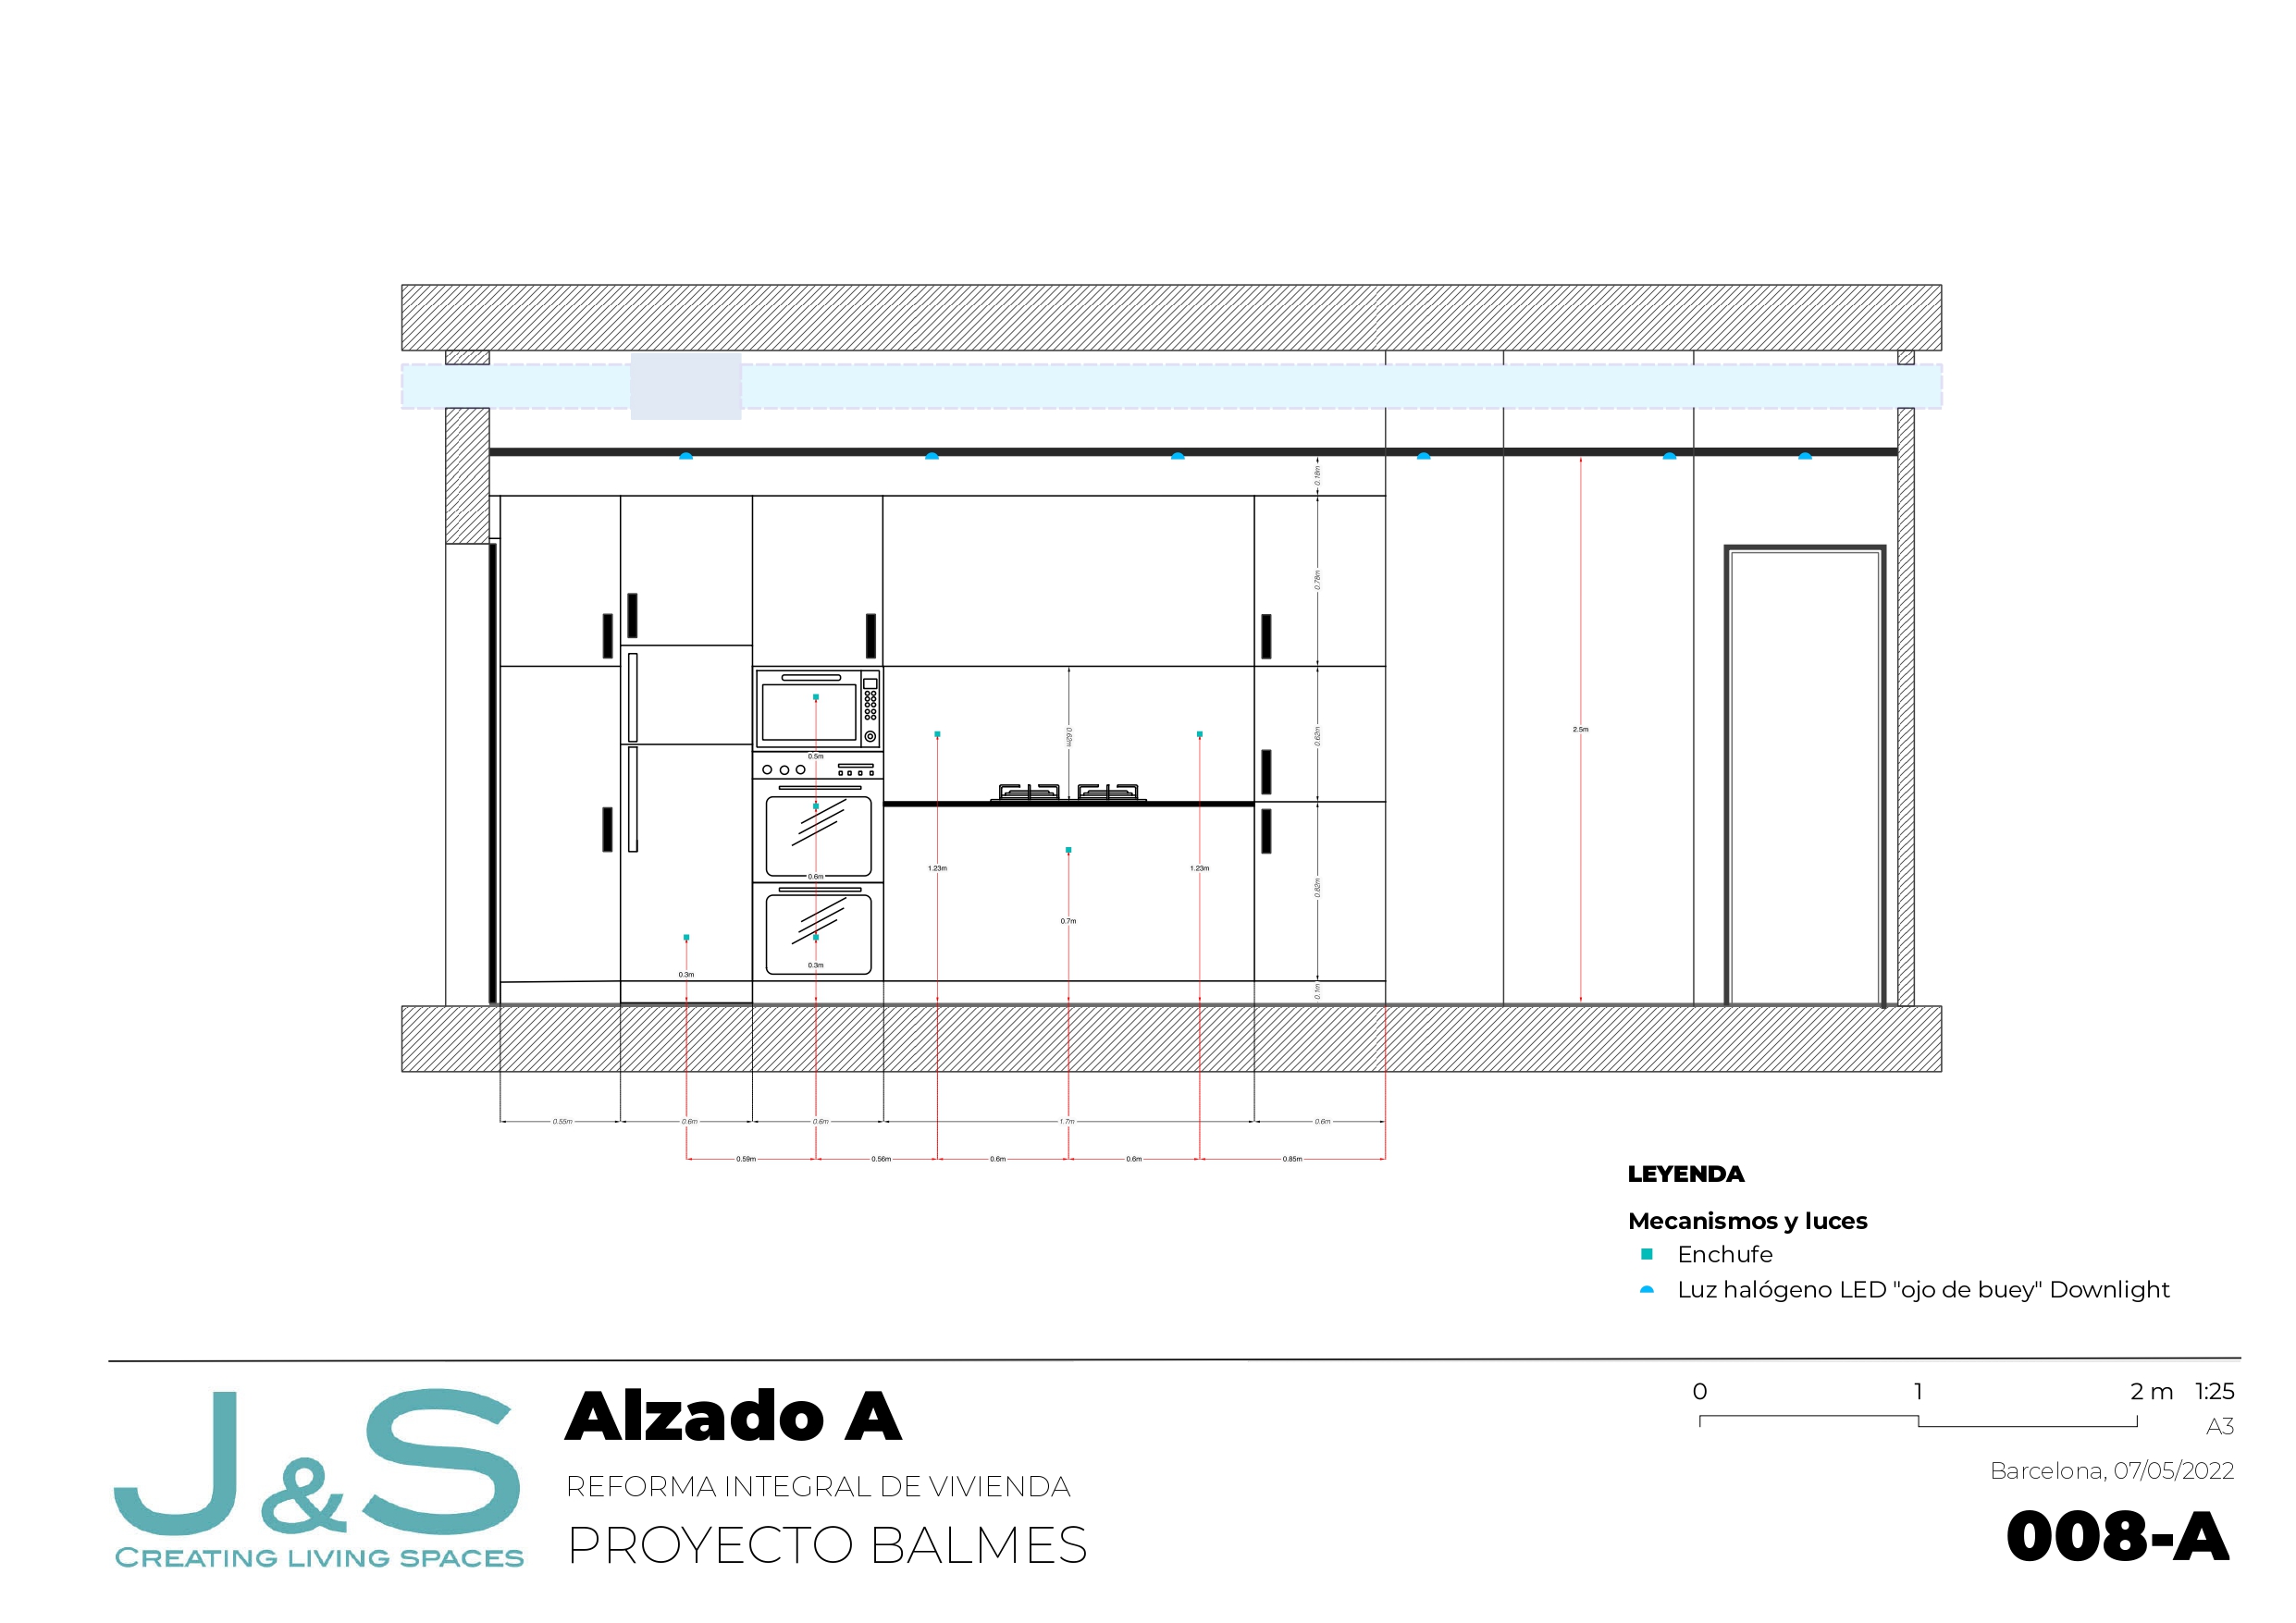 0.18m
0.78m
2.5m
0.62m
0.62m
0.5m
1.23m
1.23m
0.6m
0.82m
0.7m
0.3m
0.3m
0.1m
0.55m
0.6m
0.6m
1.7m
0.6m
0.59m
0.56m
0.6m
0.6m
0.85m
LEYENDA
Mecanismos y luces
Enchufe
Luz halógeno LED "ojo de buey" Downlight
J&S
CREATING LIVING SPACES
Alzado A
REFORMA INTEGRAL DE VIVIENDA
PROYECTO BALMES
0 1 2 m 1:25
A3
Barcelona, 07/05/2022
008-A